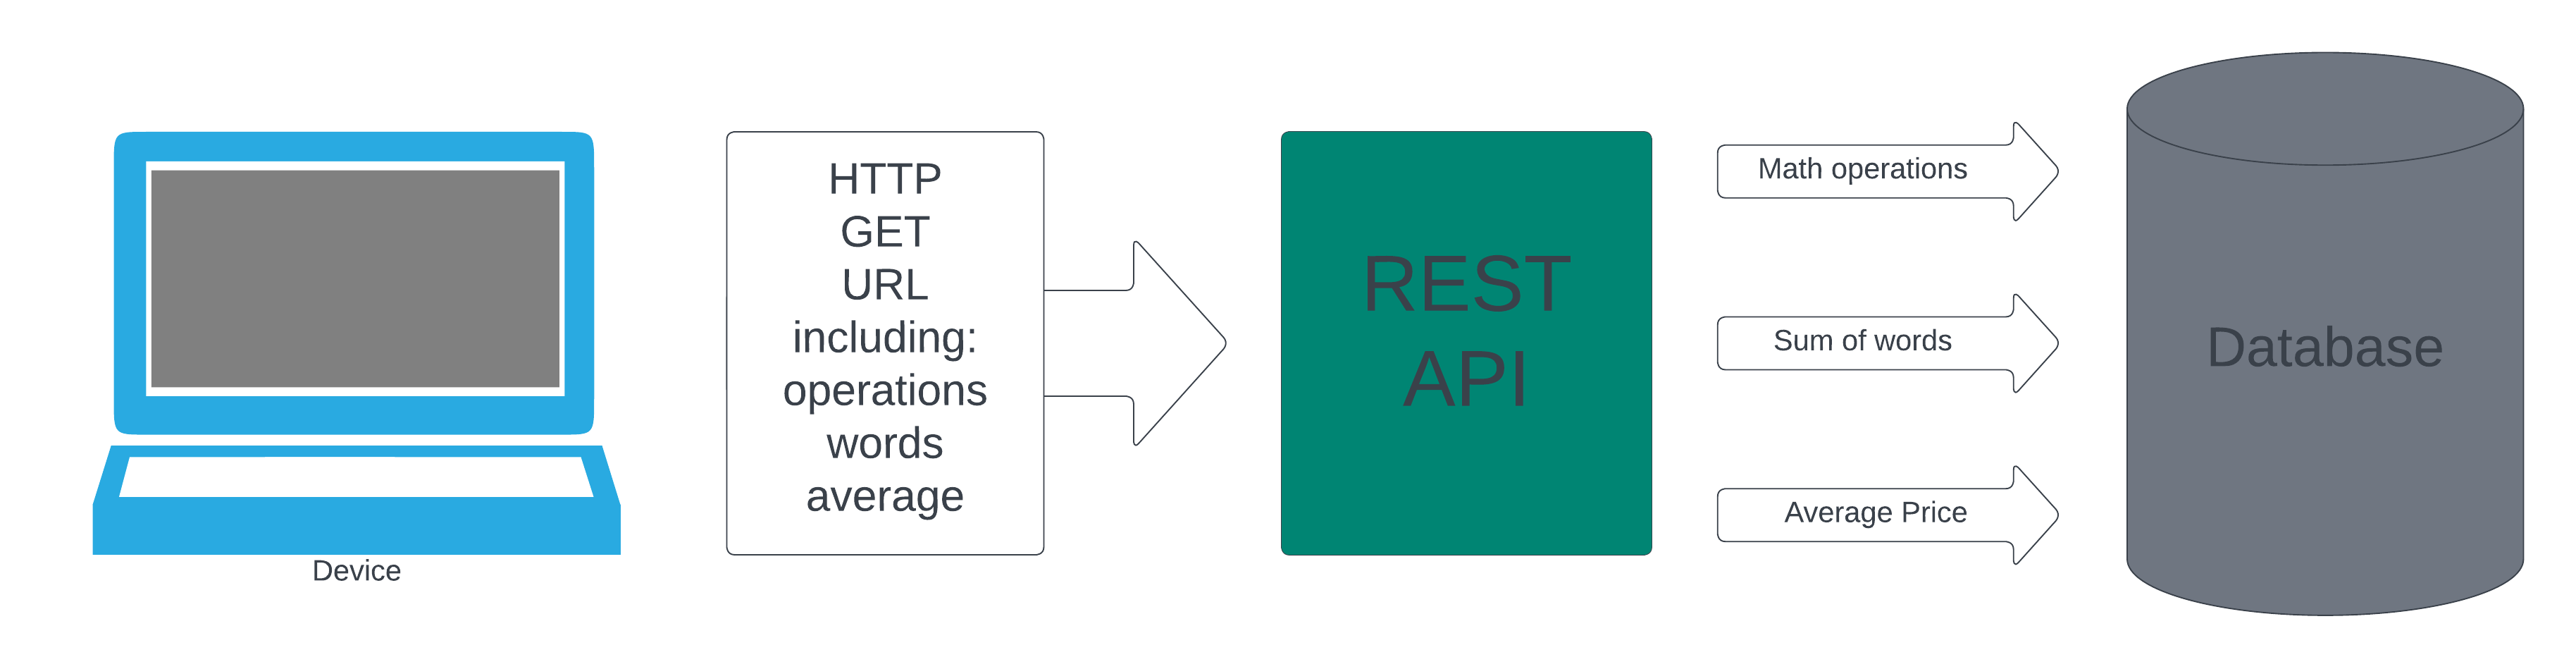 Device
HTTP
GET
URL
including:
operations
words
average
REST
API
Math operations
Sum of words
Average Price
Database